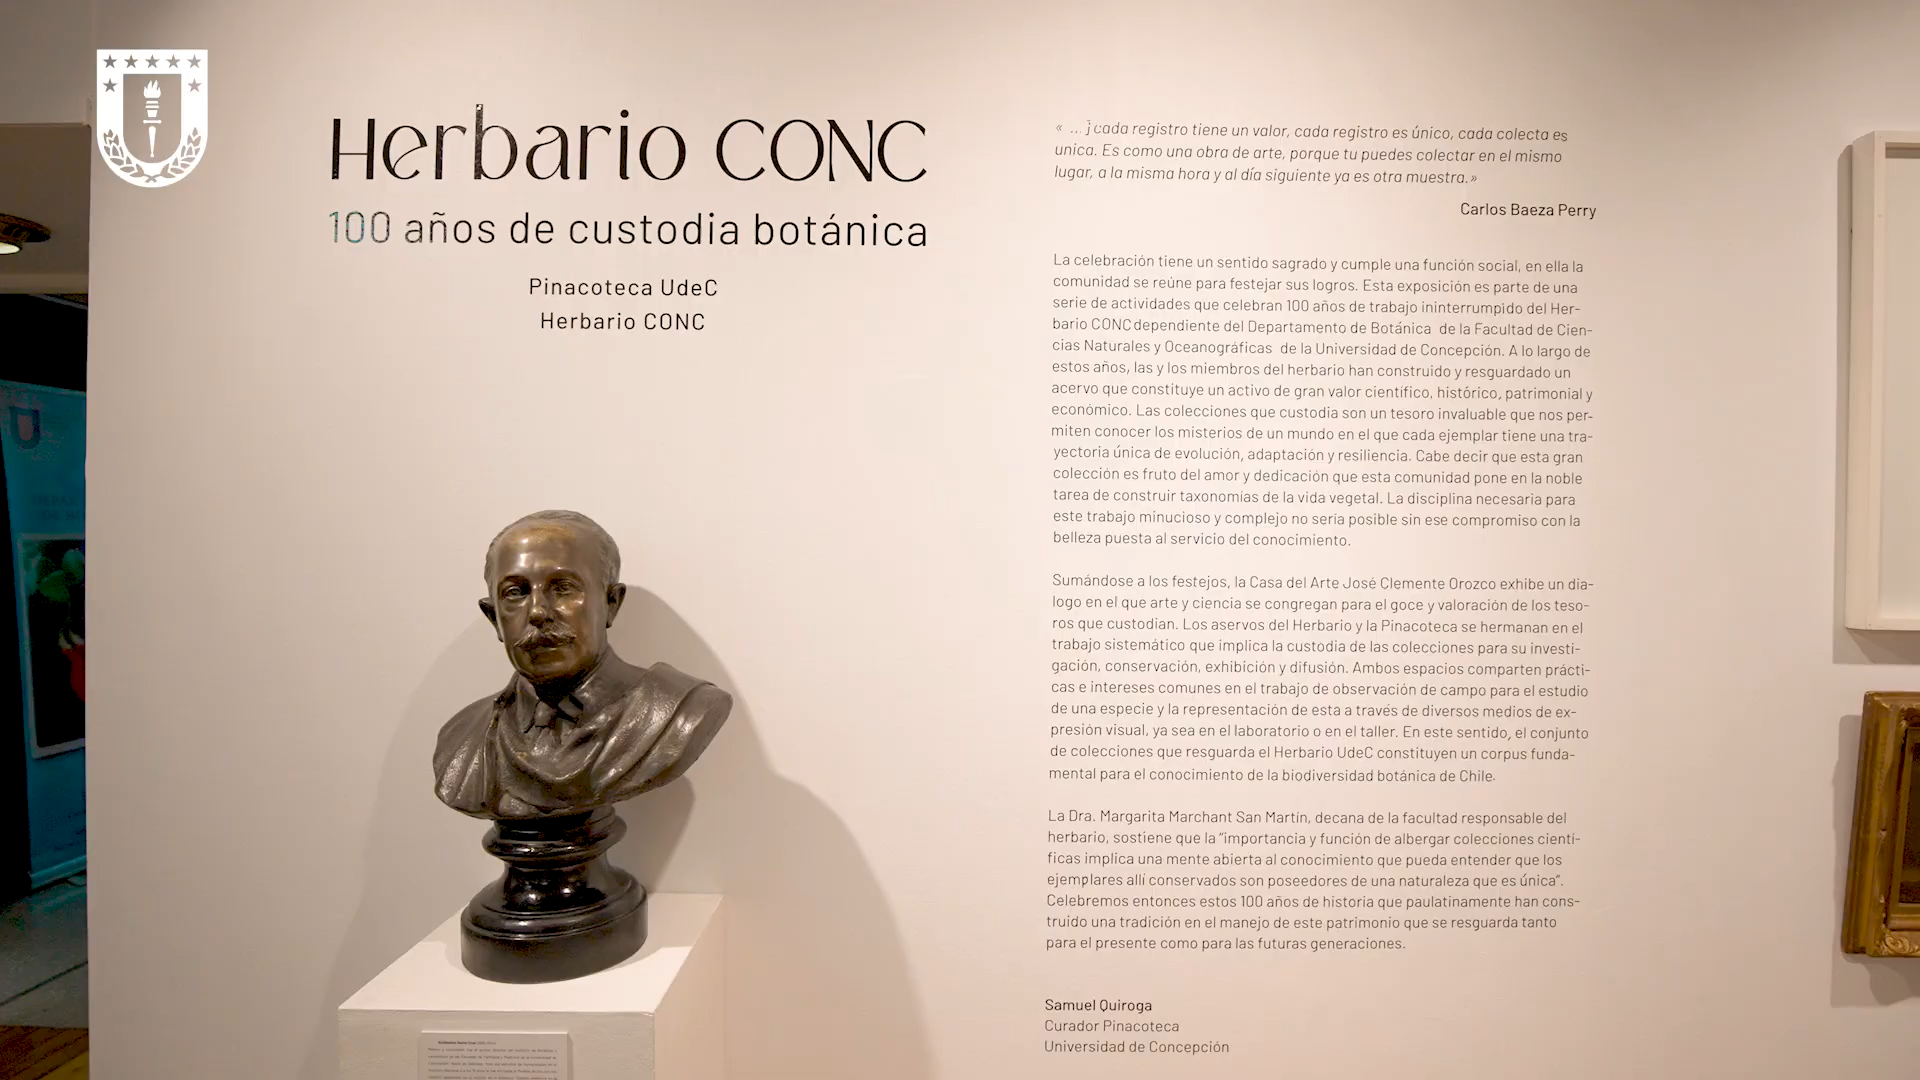 Herbario CONC
100 años de custodia botánica
Pinacoteca UdeC
Herbario CONC
« ... j cada registro tiene un valor, cada registro es único, cada colecta es
unica. Es como una obra de arte, porque tu puedes colectar en el mismo
lugar, a la misma hora y al día siguiente ya es otra muestra.»
Carlos Baeza Perry
La celebración tiene un sentido sagrado y cumple una función social, en ella la
comunidad se reúne para festejar sus logros. Esta exposición es parte de una
serie de actividades que celebran 100 años de trabajo ininterrumpido del Her-
bario CONC dependiente del Departamento de Botánica de la Facultad de Cien-
cias Naturales y Oceanográficas de la Universidad de Concepción. A lo largo de
estos años, las y los miembros del herbario han construido y resguardado un
acervo que constituye un activo de gran valor científico, histórico, patrimonial y
económico. Las colecciones que custodia son un tesoro invaluable que nos per-
miten conocer los misterios de un mundo en el que cada ejemplar tiene una tra-
yectoria única de evolución, adaptación y resiliencia. Cabe decir que esta gran
colección es fruto del amor y dedicación que esta comunidad pone en la noble
tarea de construir taxonomías de la vida vegetal. La disciplina necesaria para
este trabajo minucioso y complejo no sería posible sin ese compromiso con la
belleza puesta al servicio del conocimiento.
Sumándose a los festejos, la Casa del Arte José Clemente Orozco exhibe un dia-
logo en el que arte y ciencia se congregan para el goce y valoración de los teso-
ros que custodian. Los aservos del Herbario y la Pinacoteca se hermanan en el
trabajo sistemático que implica la custodia de las colecciones para su investi-
gación, conservación, exhibición y difusión. Ambos espacios comparten prácti-
cas e intereses comunes en el trabajo de observación de campo para el estudio
de una especie y la representación de esta a través de diversos medios de ex-
presión visual, ya sea en el laboratorio o en el taller. En este sentido, el conjunto
de colecciones que resguarda el Herbario UdeC constituyen un corpus funda-
mental para el conocimiento de la biodiversidad botánica de Chile.
La Dra. Margarita Marchant San Martín, decana de la facultad responsable del
herbario, sostiene que la "importancia y función de albergar colecciones cientí-
ficas implica una mente abierta al conocimiento que pueda entender que los
ejemplares allí conservados son poseedores de una naturaleza que es única".
Celebremos entonces estos 100 años de historia que paulatinamente han cons-
truido una tradición en el manejo de este patrimonio que se resguarda tanto
para el presente como para las futuras generaciones.
Samuel Quiroga
Curador Pinacoteca
Universidad de Concepción